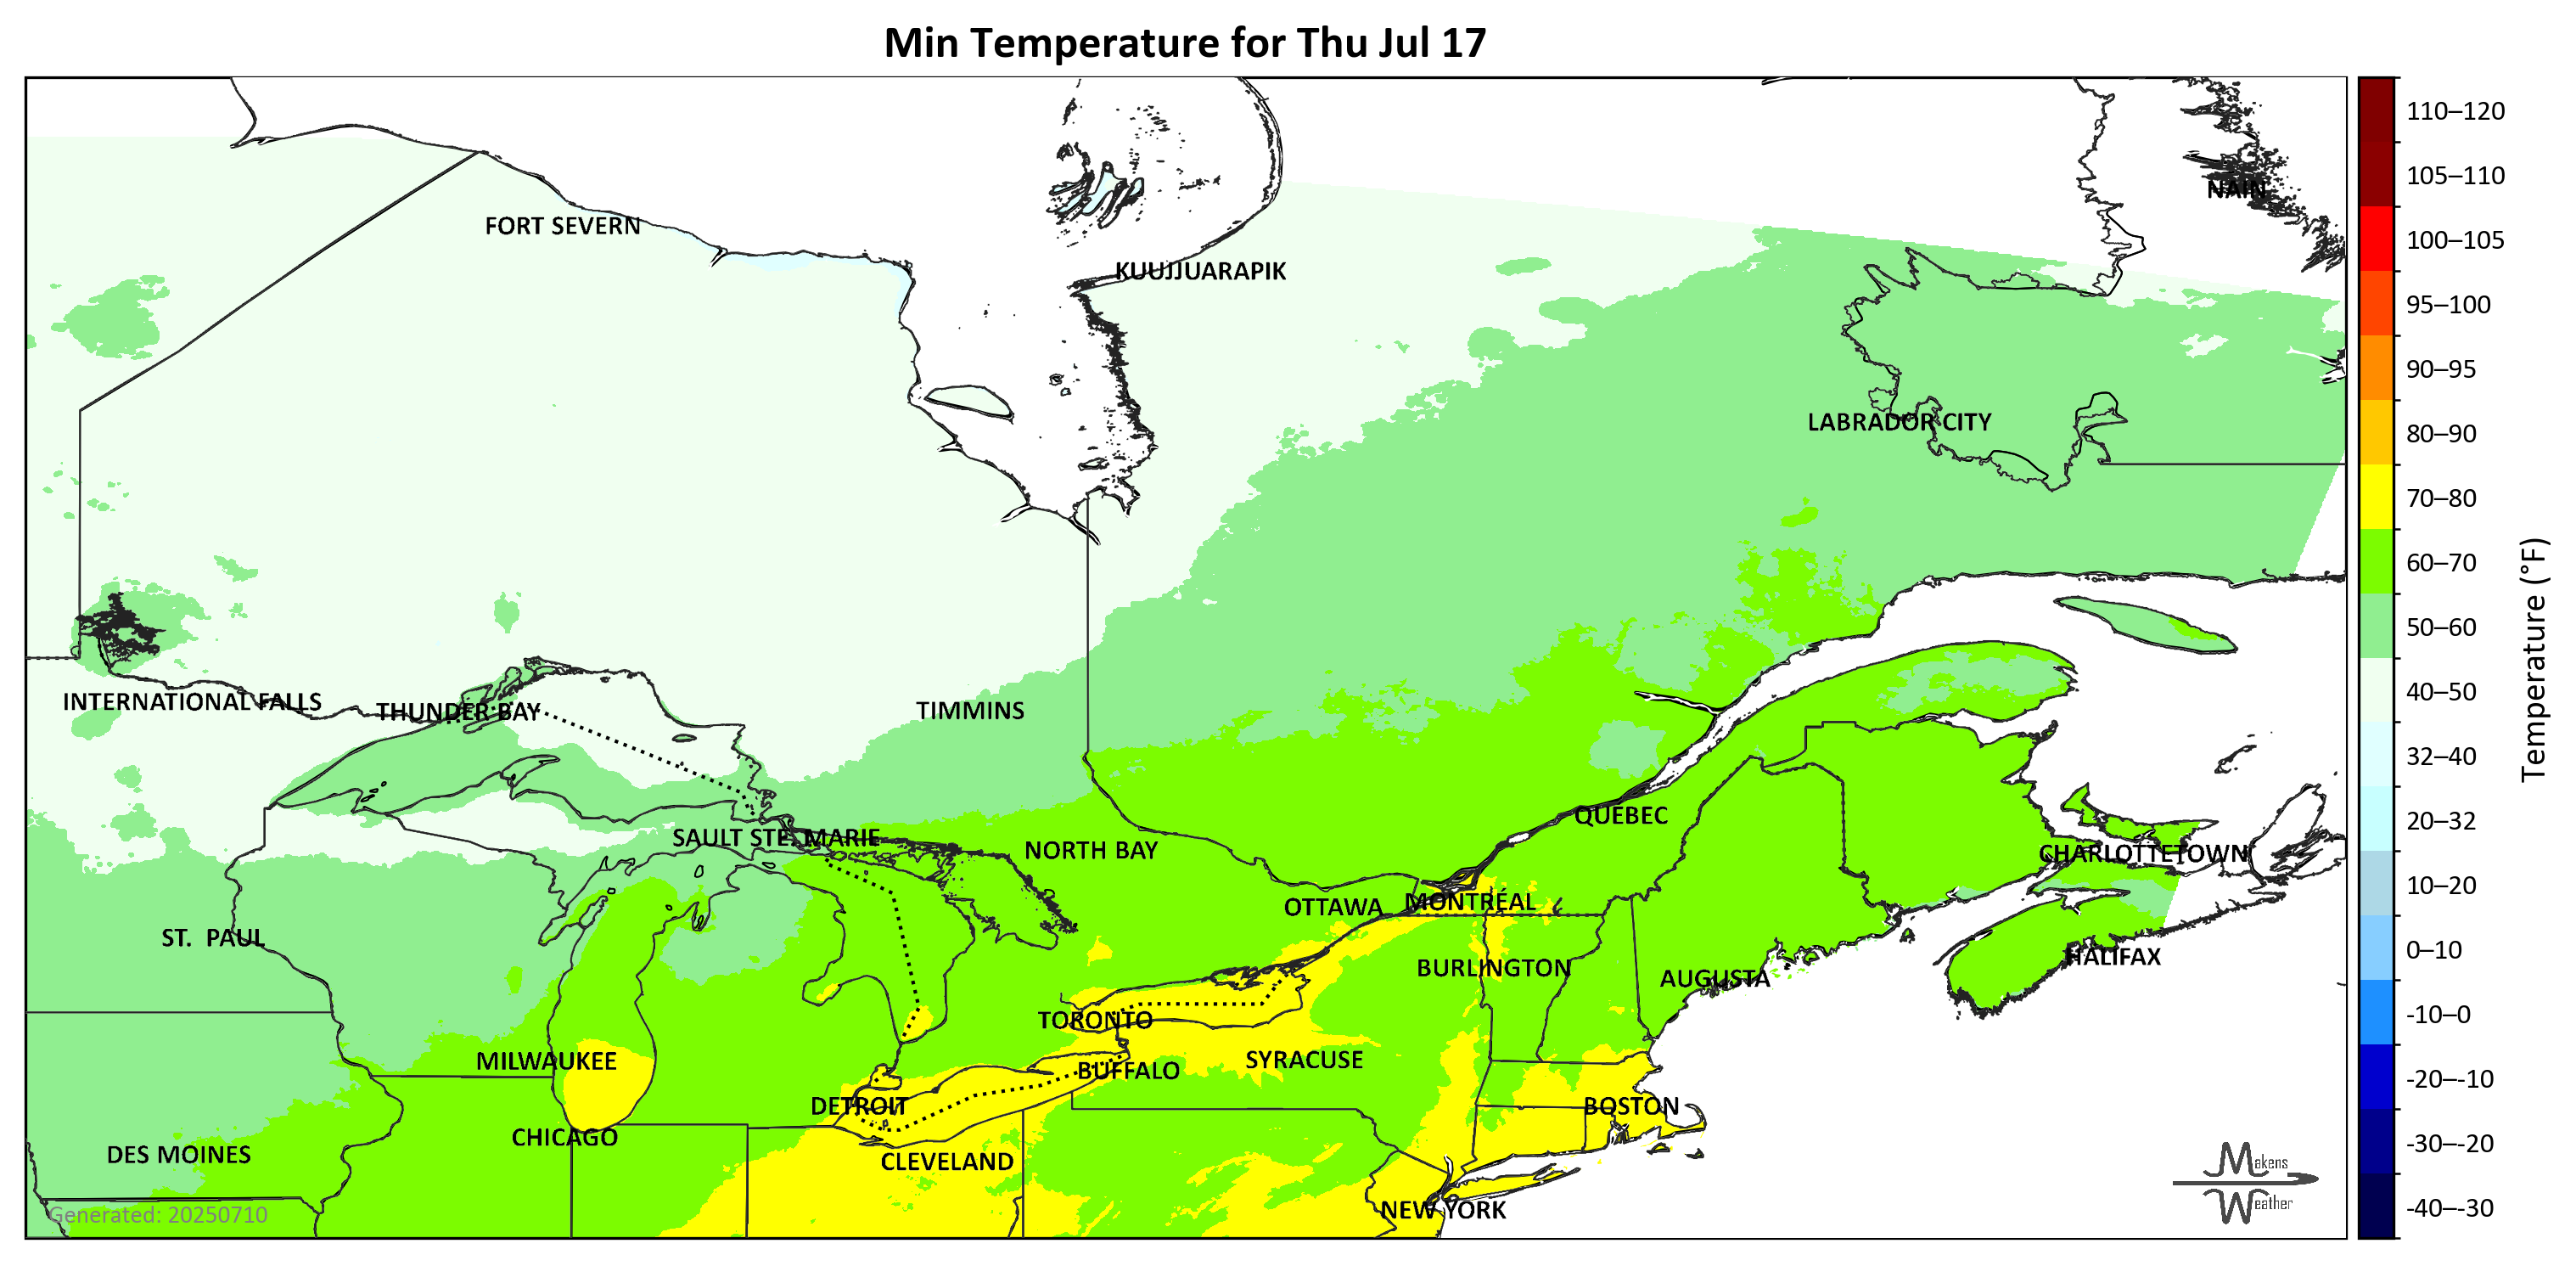 Min Temperature for Thu Jul 17
NAIN
FORT SEVERN
KUUJJUARAPIK
LABRADOR CITY
INTERNATIONAL FALLS
THUNDER BAY
TIMMINS
QUEBEC
SAULT STE. MARIE
NORTH BAY
CHARLOTTETOWN
MONTRÉAL
OTTAWA
ST.  PAUL
HALIFAX
BURLINGTON
AUGUSTA
TORONTO
MILWAUKEE
SYRACUSE
BUFFALO
DETROIT
BOSTON
CHICAGO
DES MOINES
CLEVELAND
NEW YORK
Generated: 20250710
Makens
Weather
110–120
105–110
100–105
95–100
90–95
80–90
70–80
60–70
50–60
40–50
32–40
20–32
10–20
0–10
-10–0
-20–-10
-30–-20
-40–-30
Temperature (°F)